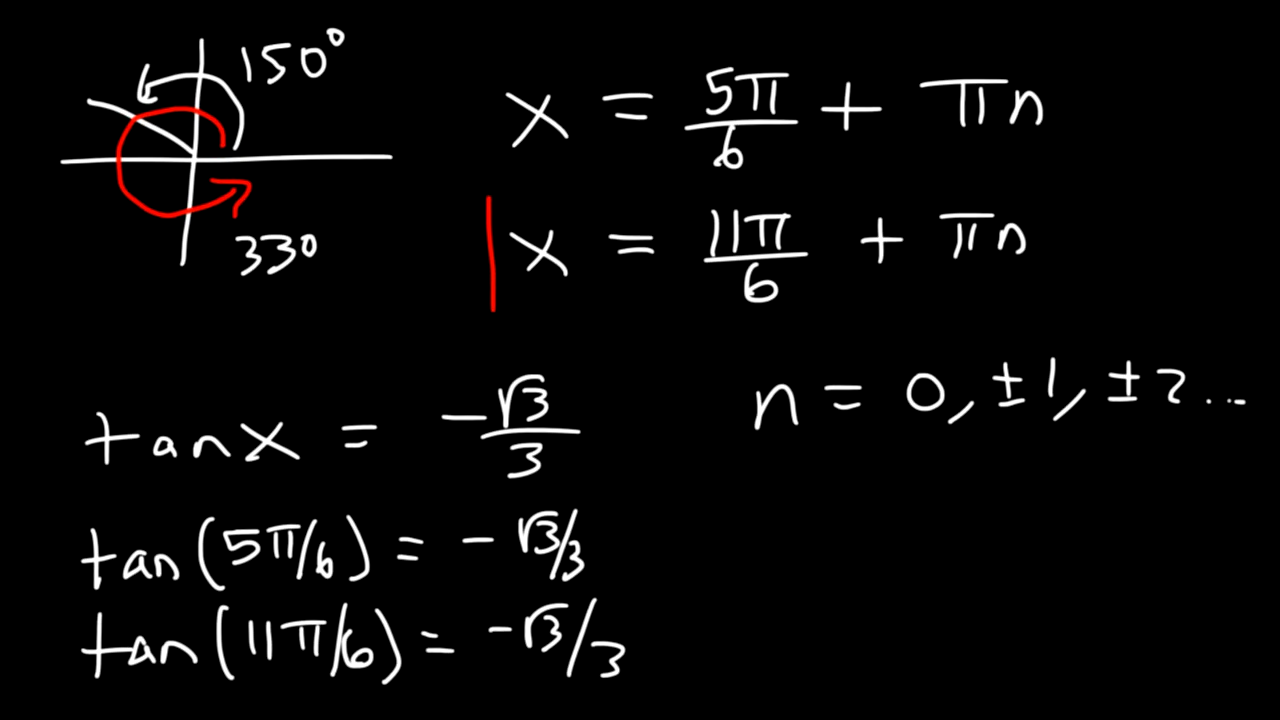 150°
330
x = 5π/6 + πn
x = 11π/6 + πn
n = 0, ±1, ±2...
tanx = -√3/3
tan(5π/6) = -√3/3
tan(11π/6) = -√3/3